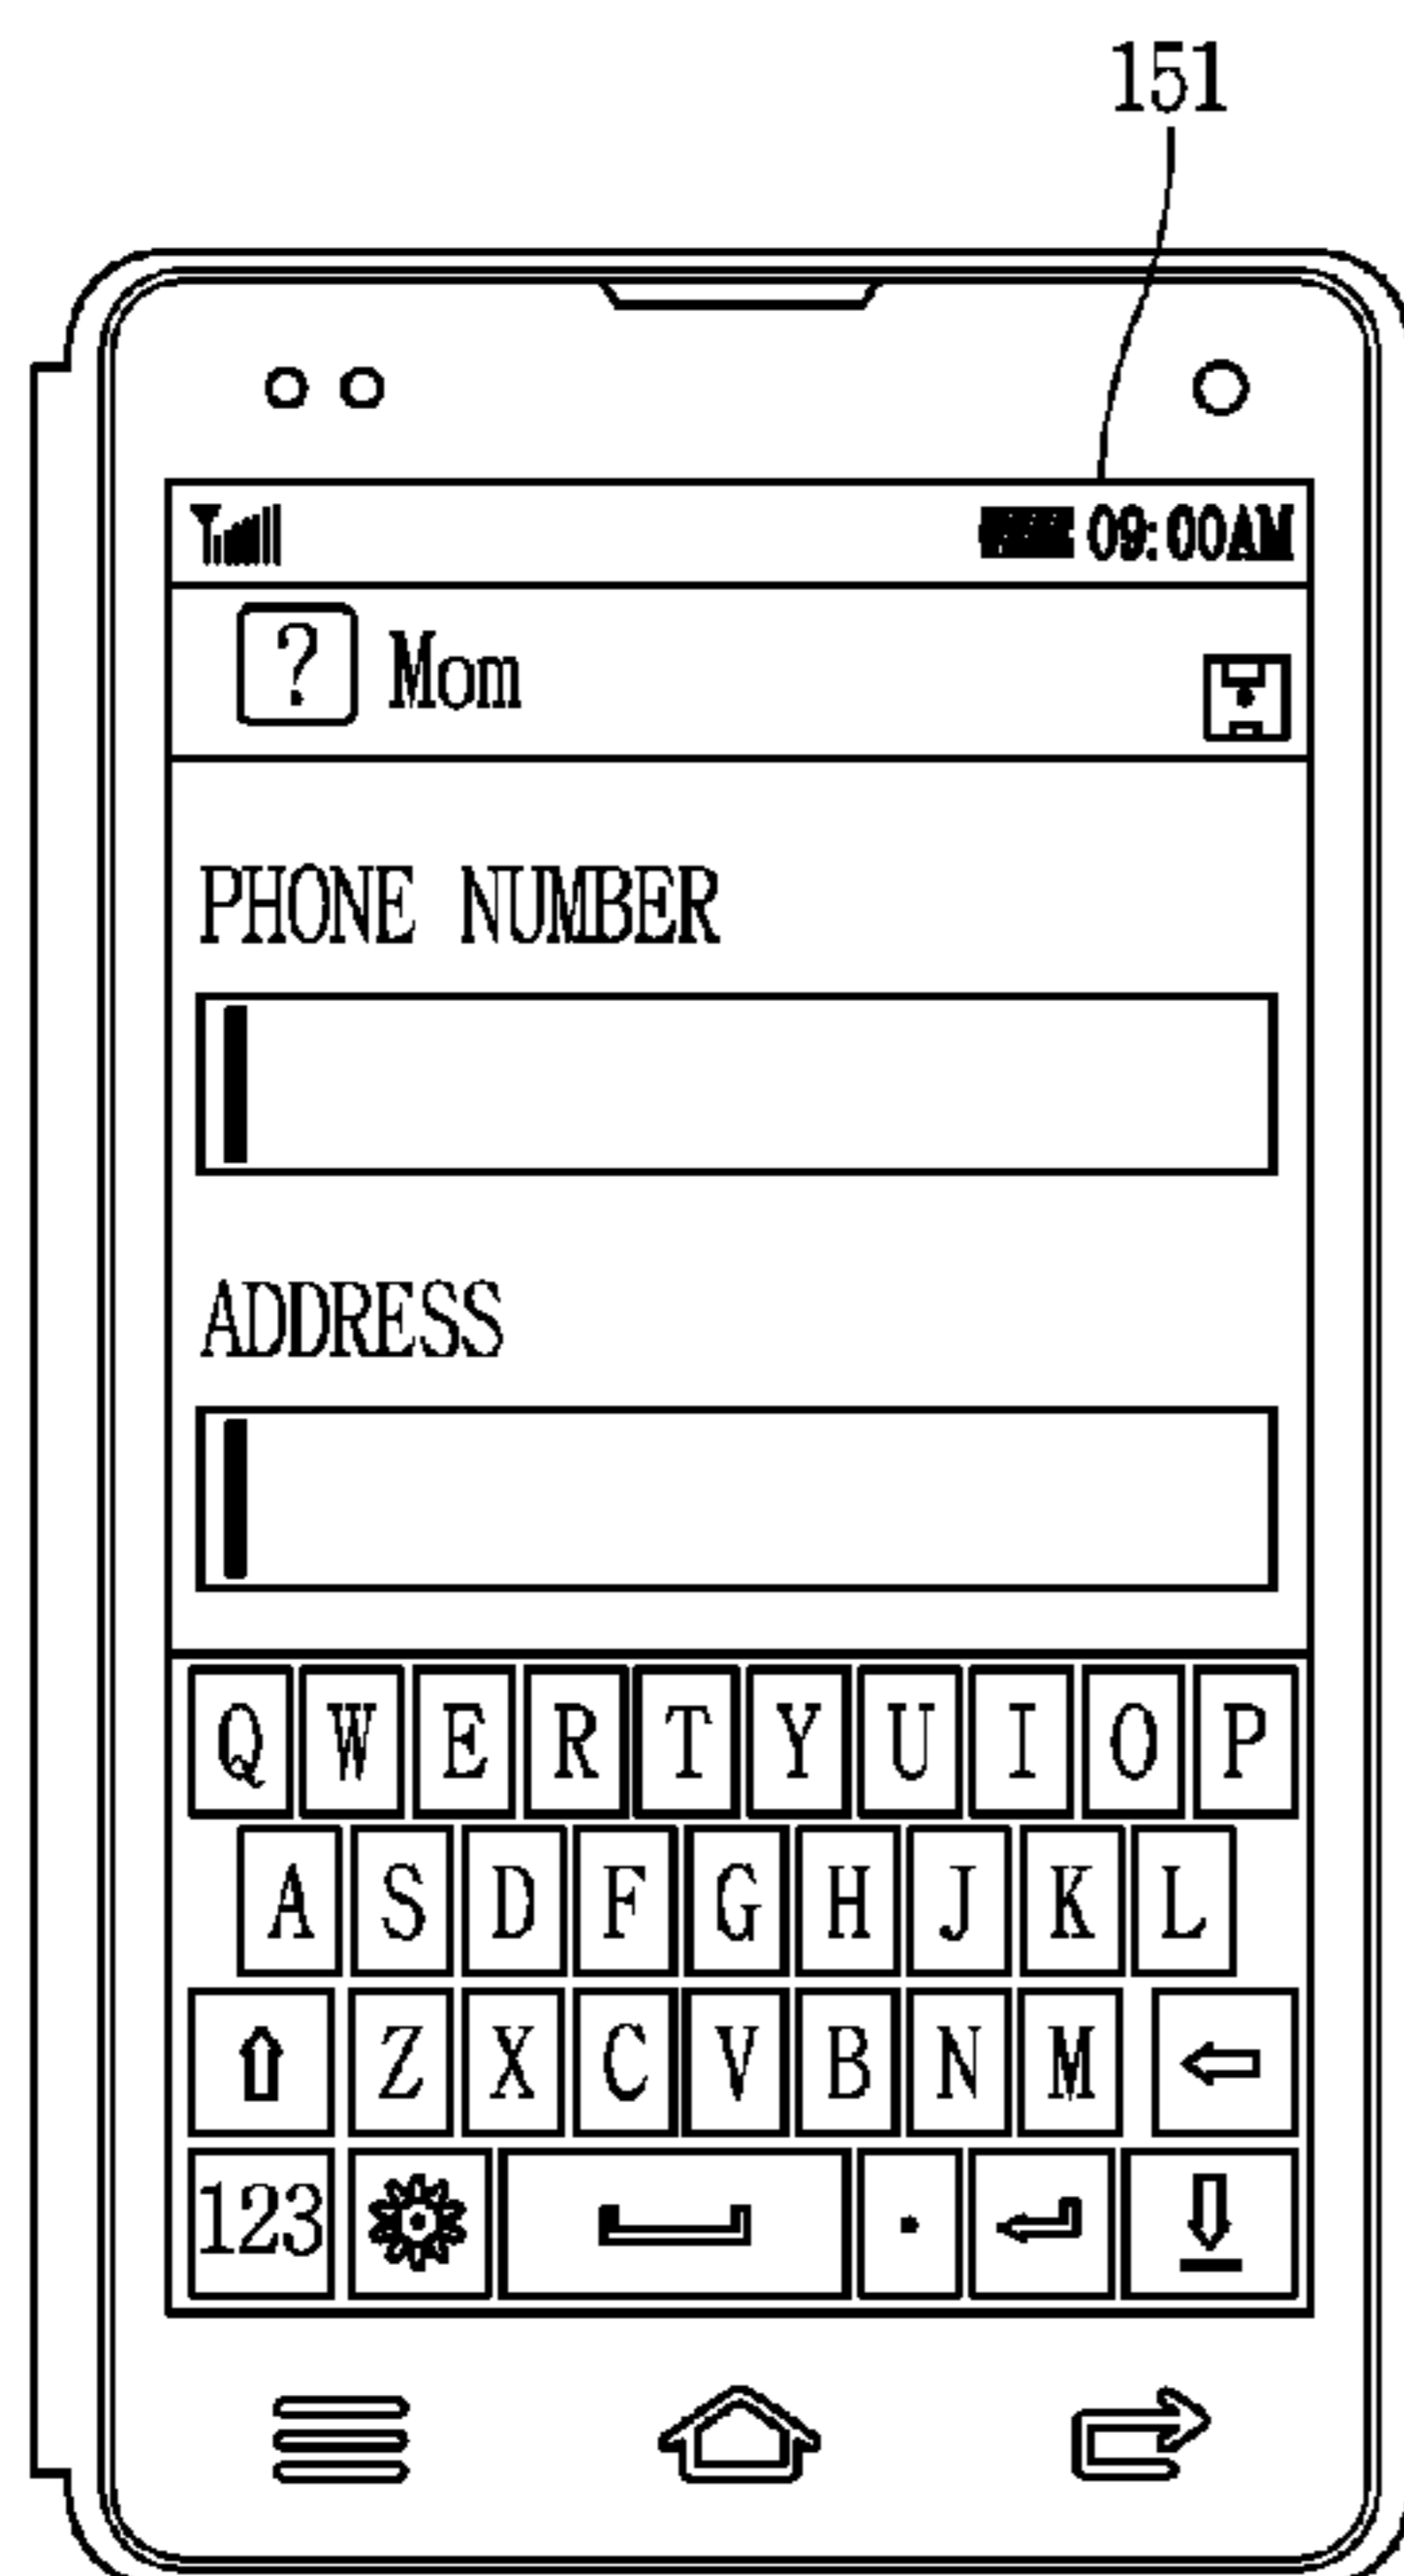 151
09:00AM
? Mom
PHONE NUMBER
ADDRESS
Q W E R T Y U I O P
A S D F G H J K L
Z X C V B N M
123 .